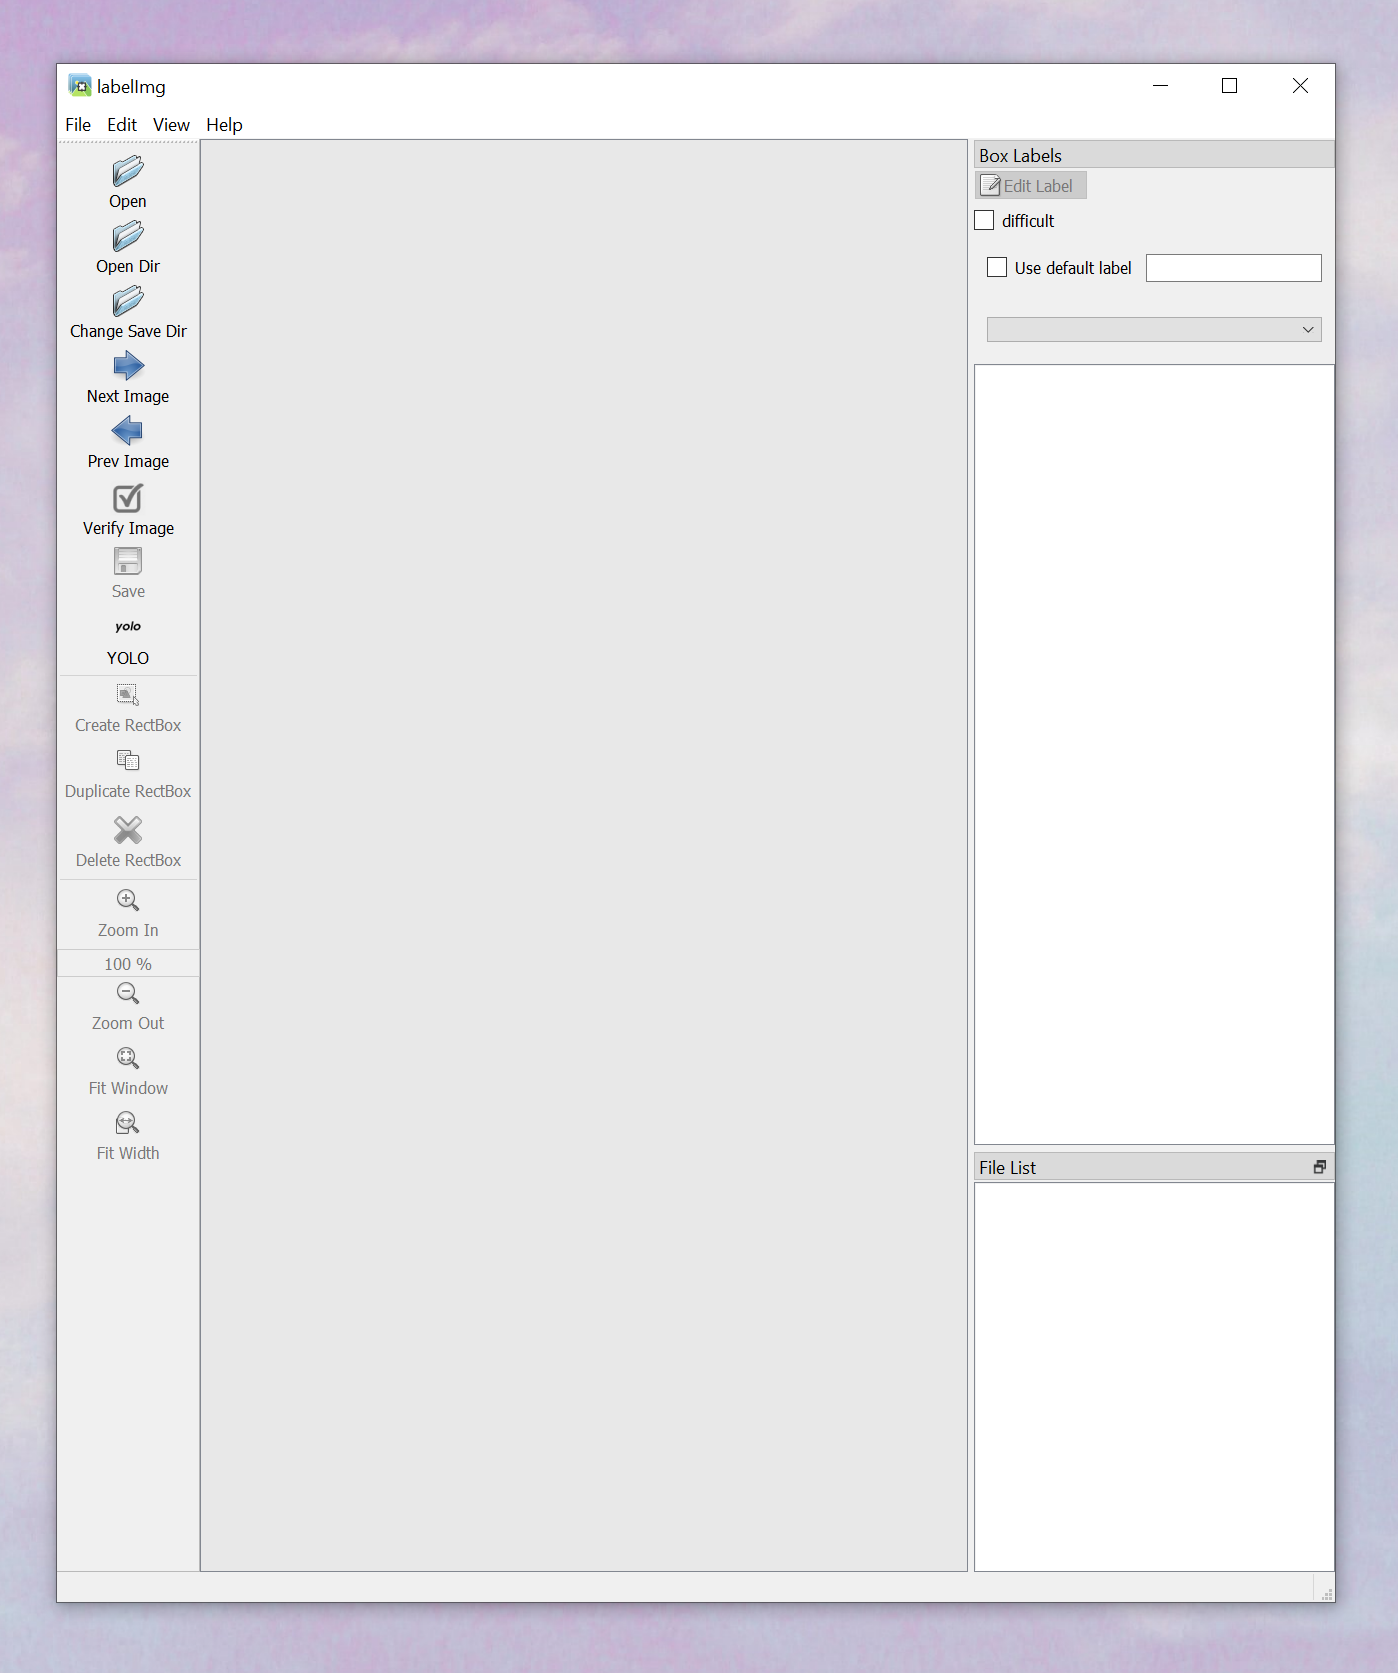 labelImg
File Edit View Help
Open
Open Dir
Change Save Dir
Next Image
Prev Image
Verify Image
Save
yolo
YOLO
Create RectBox
Duplicate RectBox
Delete RectBox
Zoom In
100 %
Zoom Out
Fit Window
Fit Width
Box Labels
Edit Label
difficult
Use default label
File List